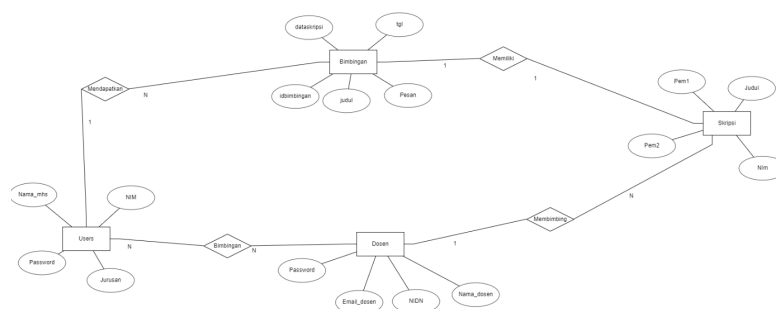 dataskripsi
tgl
Bimbingan
Memiliki
1
1
Mendapatkan
N
idbimbingan
judul
Pesan
Pem1
Judul
Skripsi
Pem2
Nim
1
Nama_mhs
NIM
N
Membimbing
Users
N
Bimbingan
N
Dosen
1
Password
Jurusan
Password
Email_dosen
NIDN
Nama_dosen